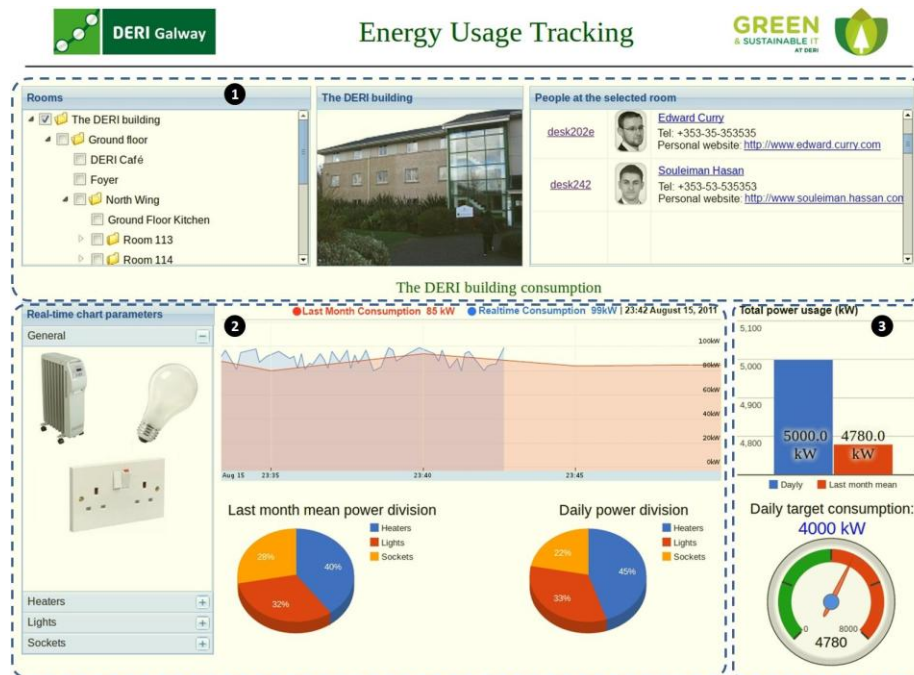 DERI Galway
Energy Usage Tracking
GREEN
& SUSTAINABLE IT
AT DERI
Rooms
1
The DERI building
Ground floor
DERI Café
Foyer
North Wing
Ground Floor Kitchen
Room 113
Room 114
The DERI building
People at the selected room
desk202e
Edward Curry
Tel: +353-35-353535
Personal website: http://www.edward.curry.com
desk242
Souleiman Hasan
Tel: +353-53-535353
Personal website: http://www.souleiman.hassan.com
The DERI building consumption
Real-time chart parameters
General
Heaters
Lights
Sockets
2
Last Month Consumption 85 kW
Realtime Consumption 99kW | 23:42 August 15, 2011
100kW
80kW
60kW
40kW
20kW
0kW
Aug 15
23:35
23:40
23:45
Last month mean power division
Heaters
Lights
Sockets
28%
40%
32%
Daily power division
Heaters
Lights
Sockets
22%
45%
33%
Total power usage (kW)
3
5,100
5,000
4,900
4,800
5000.0
kW
4780.0
kW
Dayly
Last month mean
Daily target consumption:
4000 kW
0
8000
4780